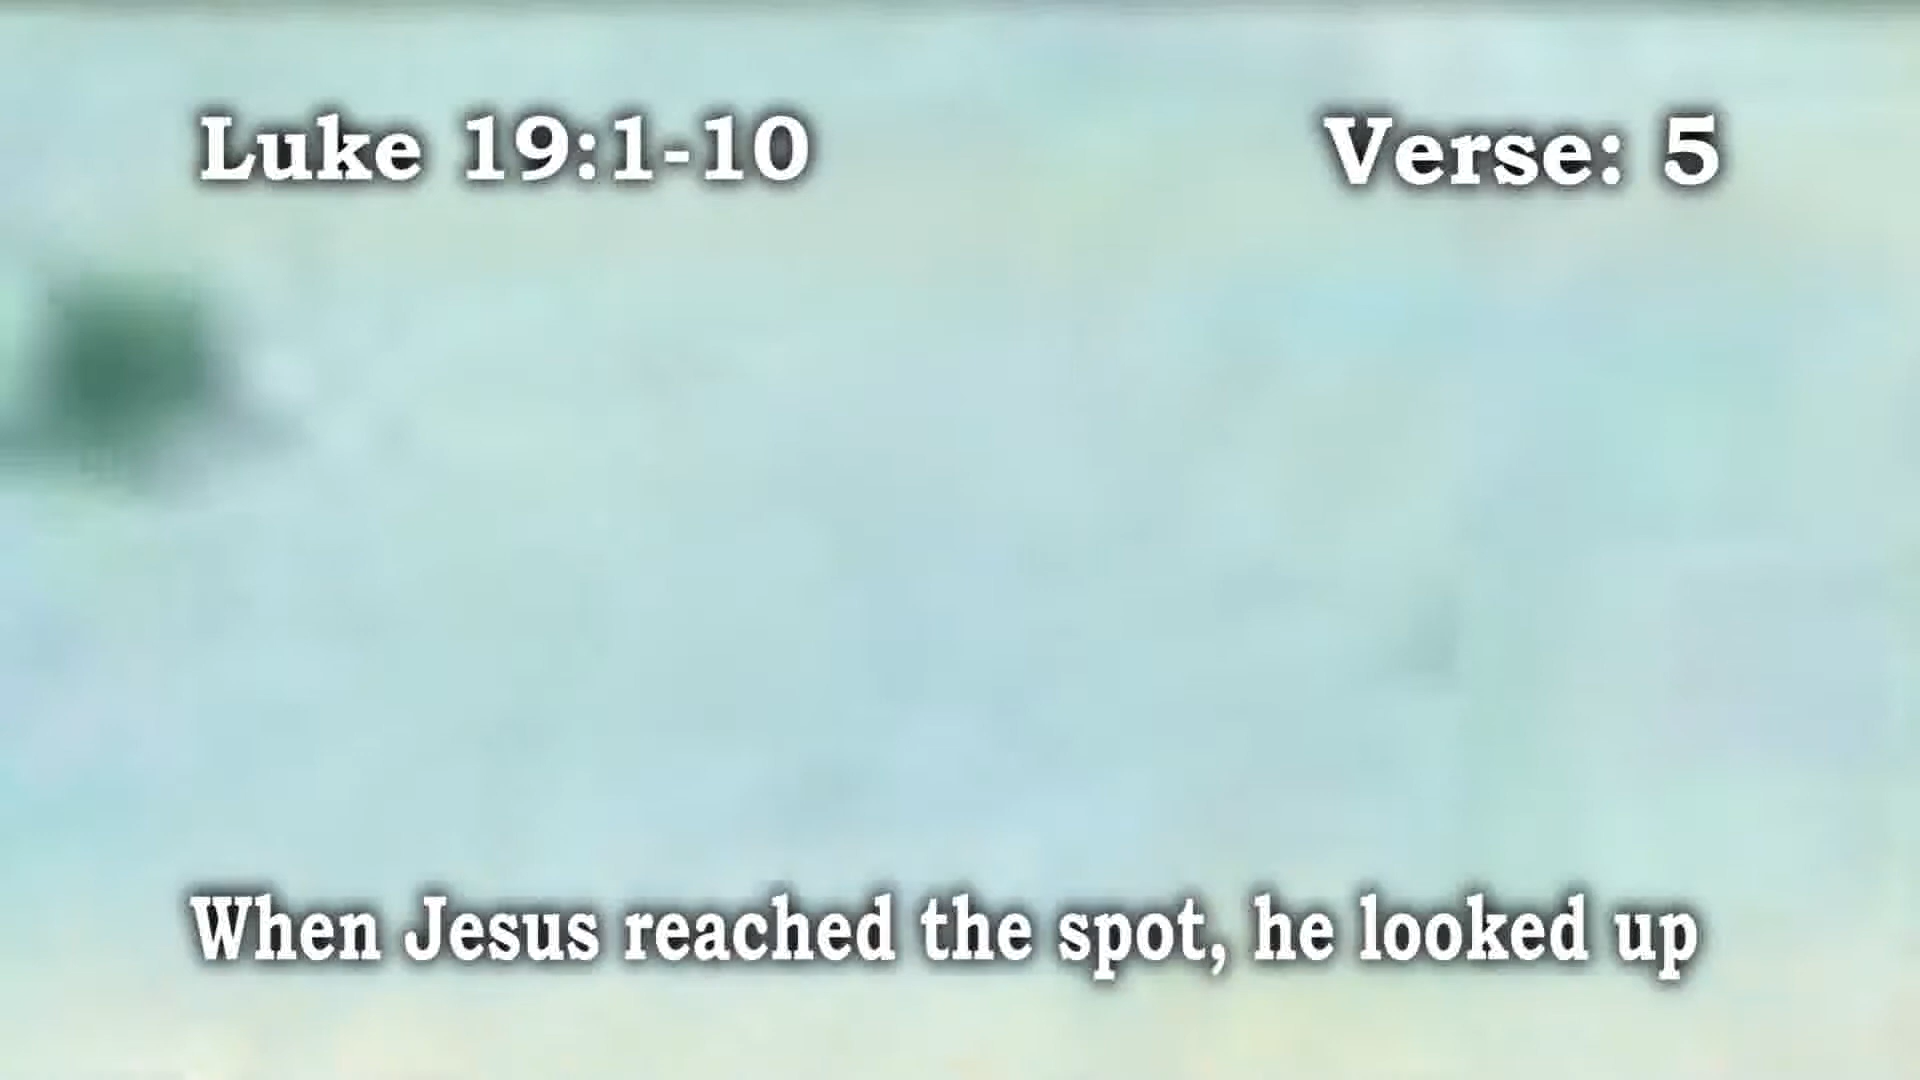 Luke 19:1-10
Verse: 5
When Jesus reached the spot, he looked up